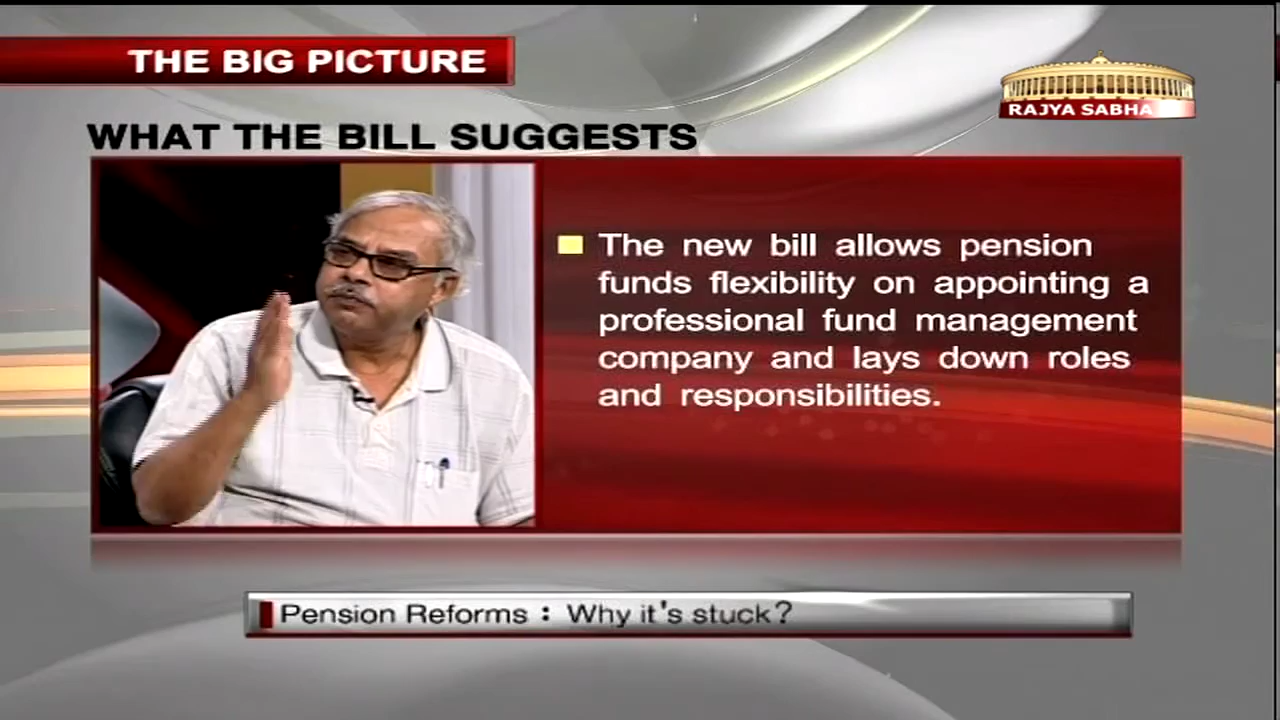 THE BIG PICTURE
RAJYA SABHA
WHAT THE BILL SUGGESTS
The new bill allows pension
funds flexibility on appointing a
professional fund management
company and lays down roles
and responsibilities.
Pension Reforms : Why it's stuck?